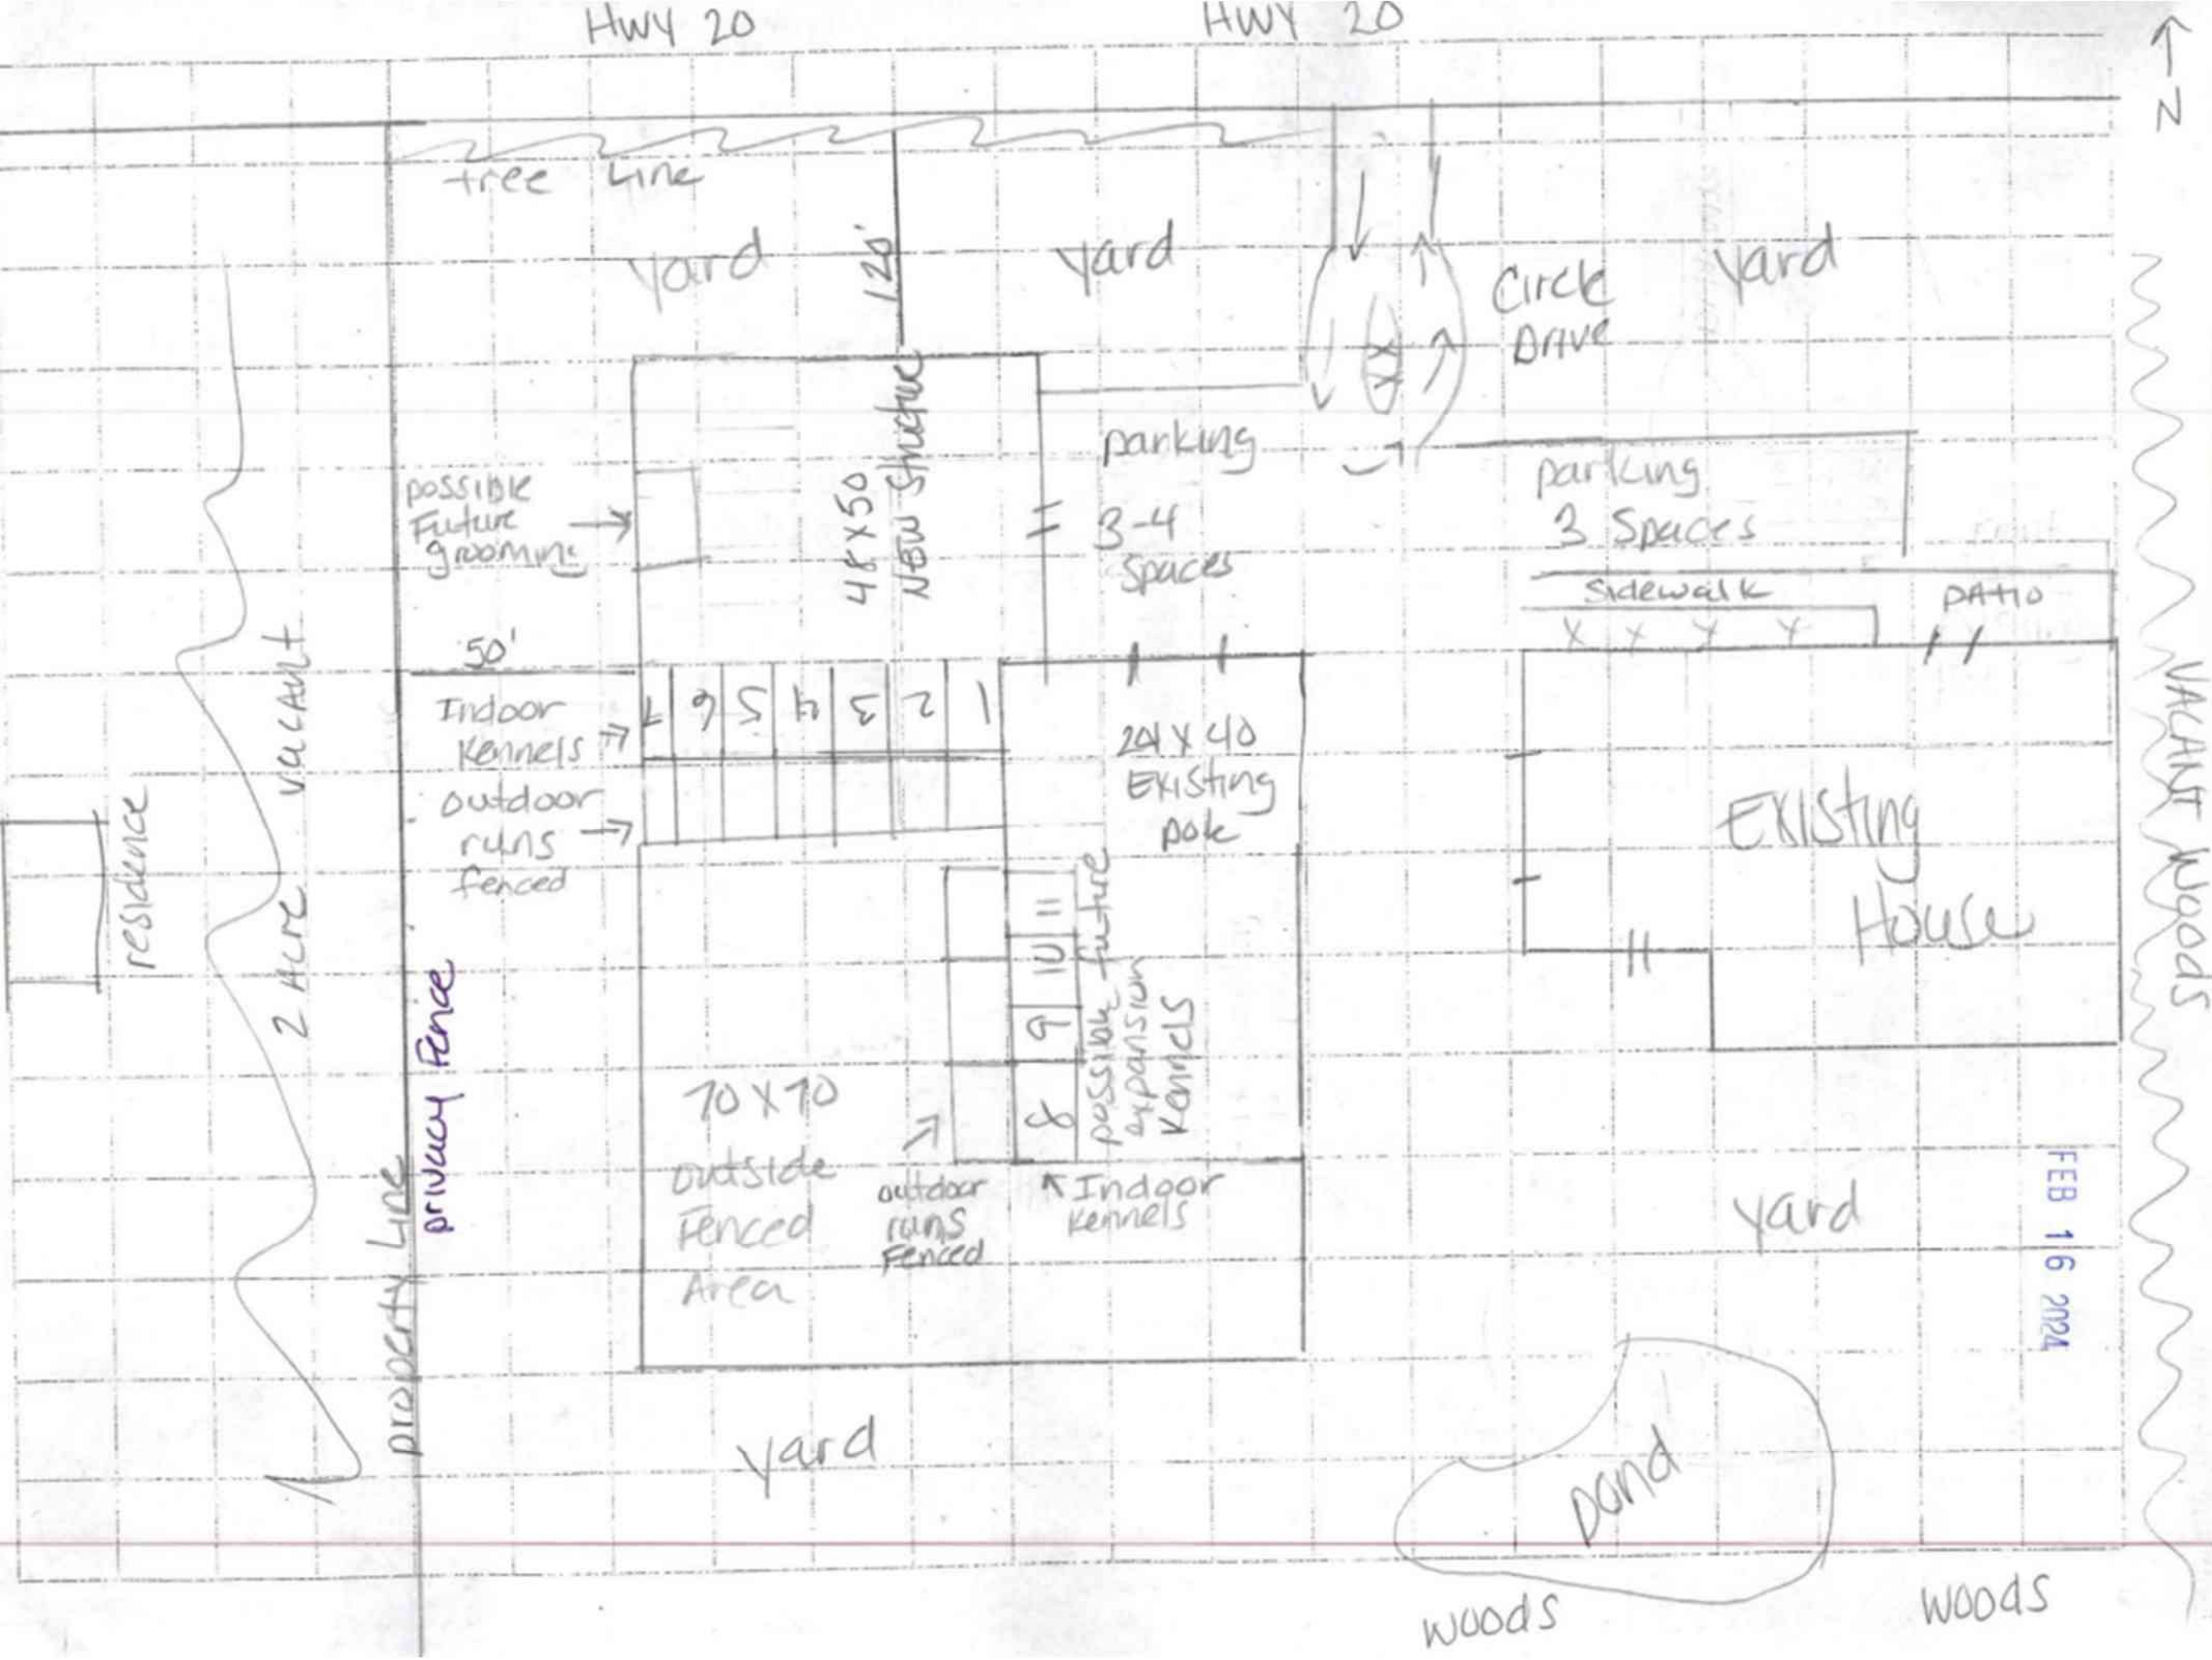 HWY 20
HWY 20
N
tree Line
yard
120'
yard
Circle
Drive
yard
possible
Future
grooming
48 x 50
NEW Structure
parking
3-4
Spaces
parking
3 Spaces
Sidewalk
PATIO
X X X X
50'
Indoor
Kennels
7 6 5 4 3 2 1
outdoor
runs
fenced
24 X 40
Existing
pole
Existing
House
VACANT WOODS
residence
2 Acre vacant
property Line
privacy Fence
11
10
9
8
possible future
expansion
Kennels
70 X 70
outside
Fenced
Area
outdoor
runs
Fenced
Indoor
Kennels
yard
FEB 16 2024
yard
pond
woods
woods